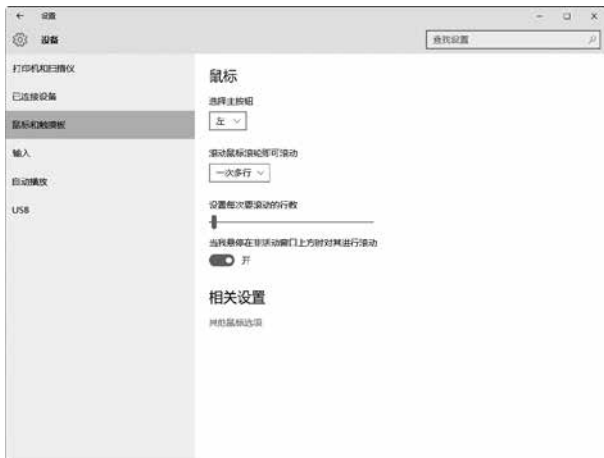 设置
设备
查找设置
打印机和扫描仪
已连接设备
鼠标和触摸板
输入
自动播放
USB
鼠标
选择主按钮
左
滚动鼠标滚轮即可滚动
一次多行
设置每次要滚动的行数
当我悬停在非活动窗口上方时对其进行滚动
开
相关设置
其他鼠标选项